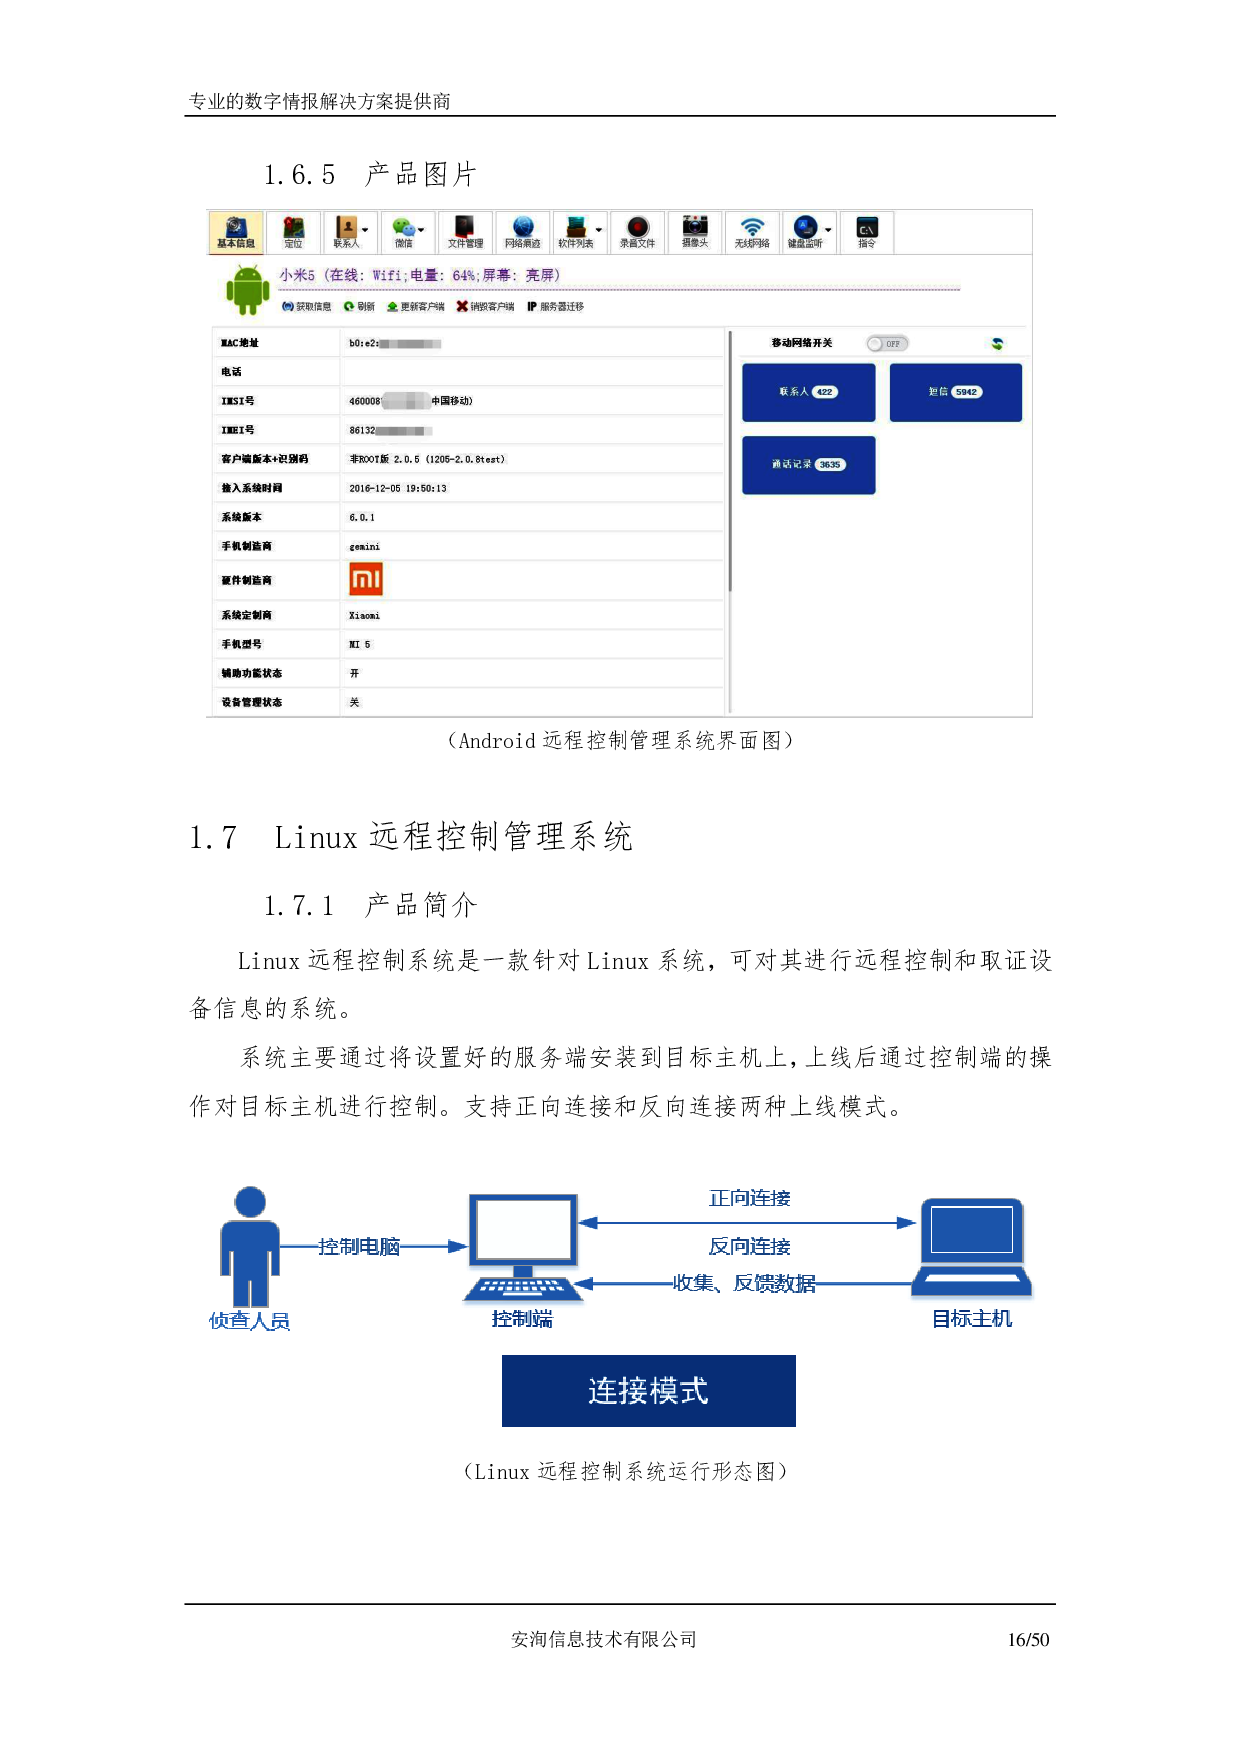 专业的数字情报解决方案提供商
1.6.5 产品图片
基本信息 定位 联系人 微信 文件管理 网络痕迹 软件列表 录音文件 摄像头 无线网络 键盘监听 指令
小米5 (在线: Wifi;电量: 64%;屏幕: 亮屏)
获取信息 刷新 更新客户端 销毁客户端 IP 服务器迁移
MAC地址 b0:e2:
移动网络开关 OFF
电话
联系人 422 短信 5942
IMSI号 460008 中国移动)
IMEI号 86132
客户端版本+识别码 非ROOT版 2.0.5 (1205-2.0.8test)
通话记录 3635
接入系统时间 2016-12-05 19:50:13
系统版本 6.0.1
手机制造商 gemini
硬件制造商 mi
系统定制商 Xiaomi
手机型号 MI 5
辅助功能状态 开
设备管理状态 关
（Android 远程控制管理系统界面图）
1.7 Linux 远程控制管理系统
1.7.1 产品简介
Linux 远程控制系统是一款针对 Linux 系统，可对其进行远程控制和取证设
备信息的系统。
系统主要通过将设置好的服务端安装到目标主机上，上线后通过控制端的操
作对目标主机进行控制。支持正向连接和反向连接两种上线模式。
正向连接
控制电脑 反向连接
收集、反馈数据
侦查人员 控制端 目标主机
连接模式
（Linux 远程控制系统运行形态图）
安洵信息技术有限公司 16/50